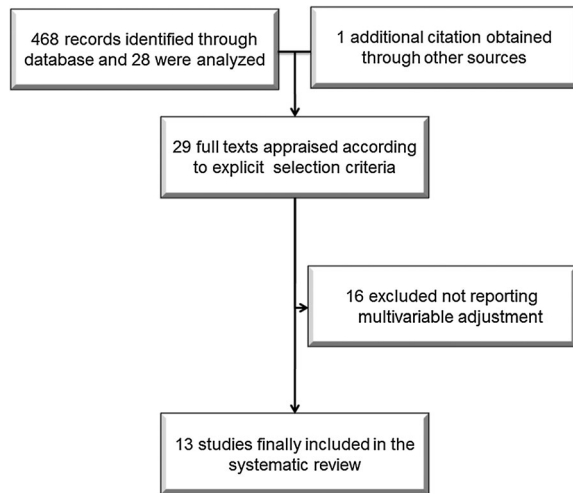 468 records identified through
database and 28 were analyzed
1 additional citation obtained
through other sources
29 full texts appraised according
to explicit selection criteria
16 excluded not reporting
multivariable adjustment
13 studies finally included in the
systematic review